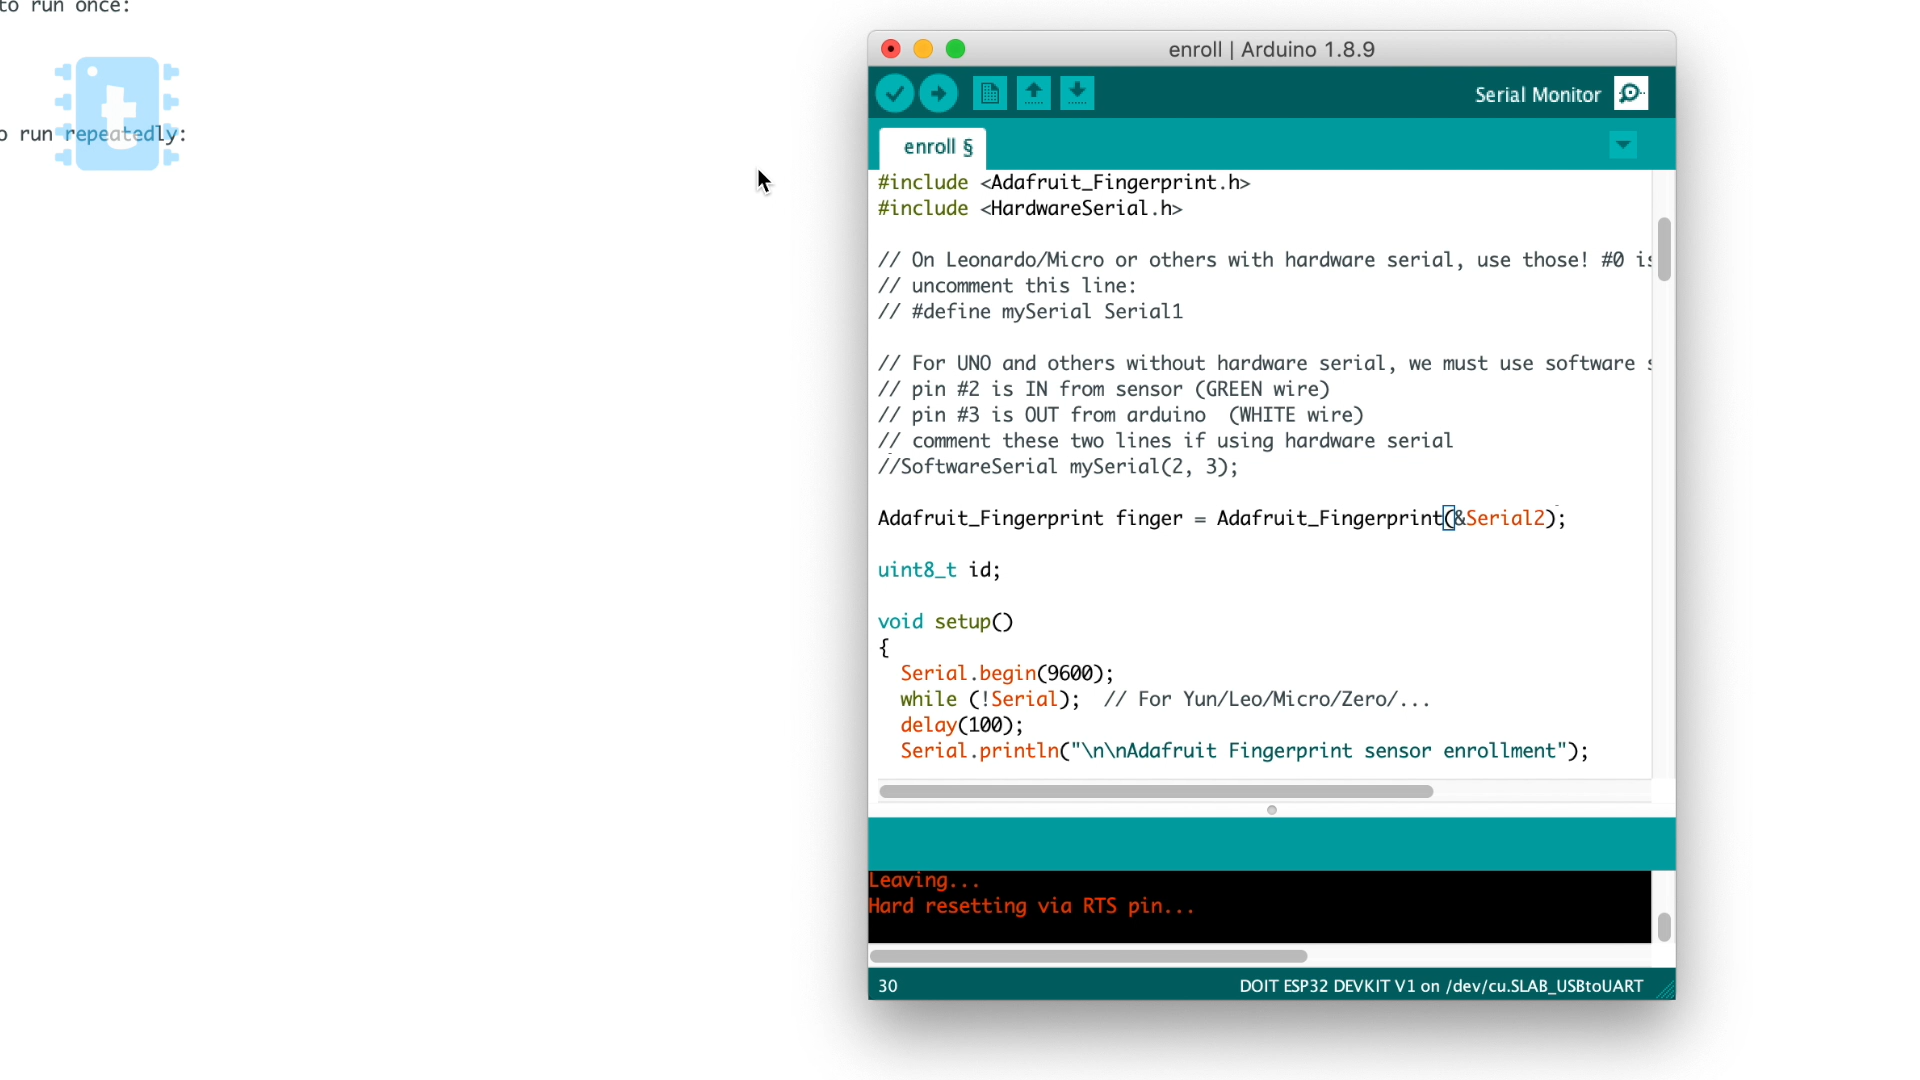 to run once:
o run repeatedly:
t
enroll | Arduino 1.8.9
Serial Monitor
enroll §
#include <Adafruit_Fingerprint.h>
#include <HardwareSerial.h>
// On Leonardo/Micro or others with hardware serial, use those! #0 is
// uncomment this line:
// #define mySerial Serial1
// For UNO and others without hardware serial, we must use software s
// pin #2 is IN from sensor (GREEN wire)
// pin #3 is OUT from arduino  (WHITE wire)
// comment these two lines if using hardware serial
//SoftwareSerial mySerial(2, 3);
Adafruit_Fingerprint finger = Adafruit_Fingerprint(&Serial2);
uint8_t id;
void setup()
{
Serial.begin(9600);
while (!Serial);  // For Yun/Leo/Micro/Zero/...
delay(100);
Serial.println("\n\nAdafruit Fingerprint sensor enrollment");
Leaving...
Hard resetting via RTS pin...
30
DOIT ESP32 DEVKIT V1 on /dev/cu.SLAB_USBtoUART